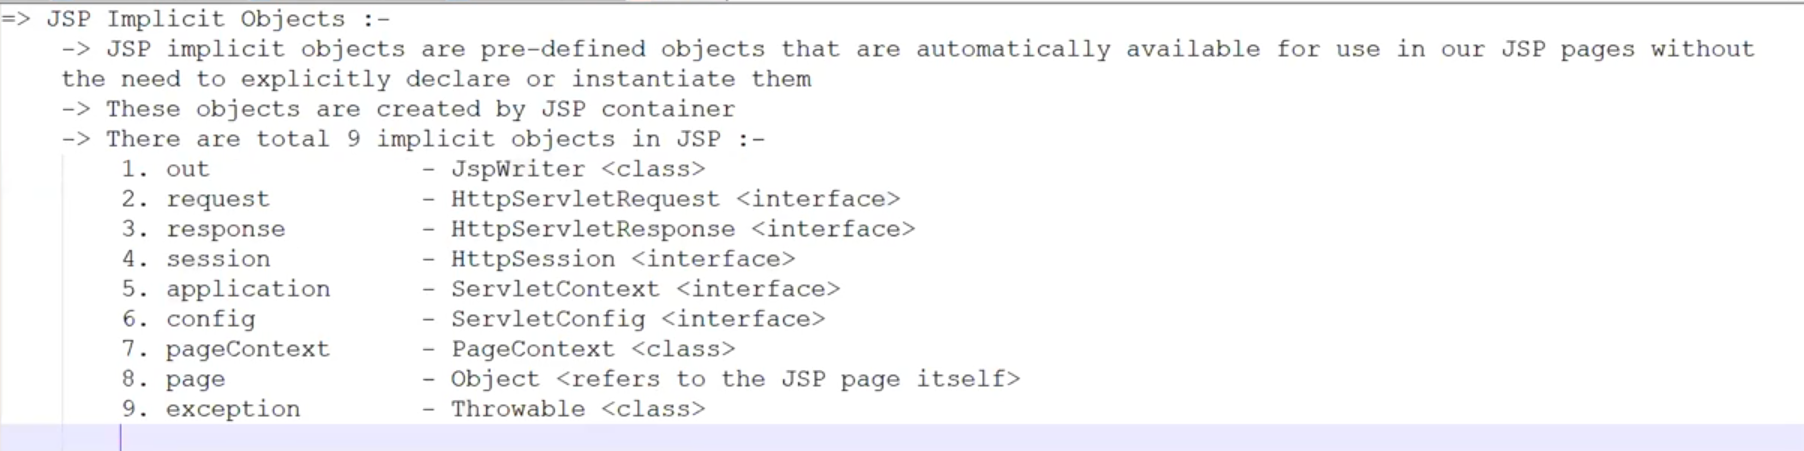 => JSP Implicit Objects :-
-> JSP implicit objects are pre-defined objects that are automatically available for use in our JSP pages without
the need to explicitly declare or instantiate them
-> These objects are created by JSP container
-> There are total 9 implicit objects in JSP :-
1. out - JspWriter <class>
2. request - HttpServletRequest <interface>
3. response - HttpServletResponse <interface>
4. session - HttpSession <interface>
5. application - ServletContext <interface>
6. config - ServletConfig <interface>
7. pageContext - PageContext <class>
8. page - Object <refers to the JSP page itself>
9. exception - Throwable <class>